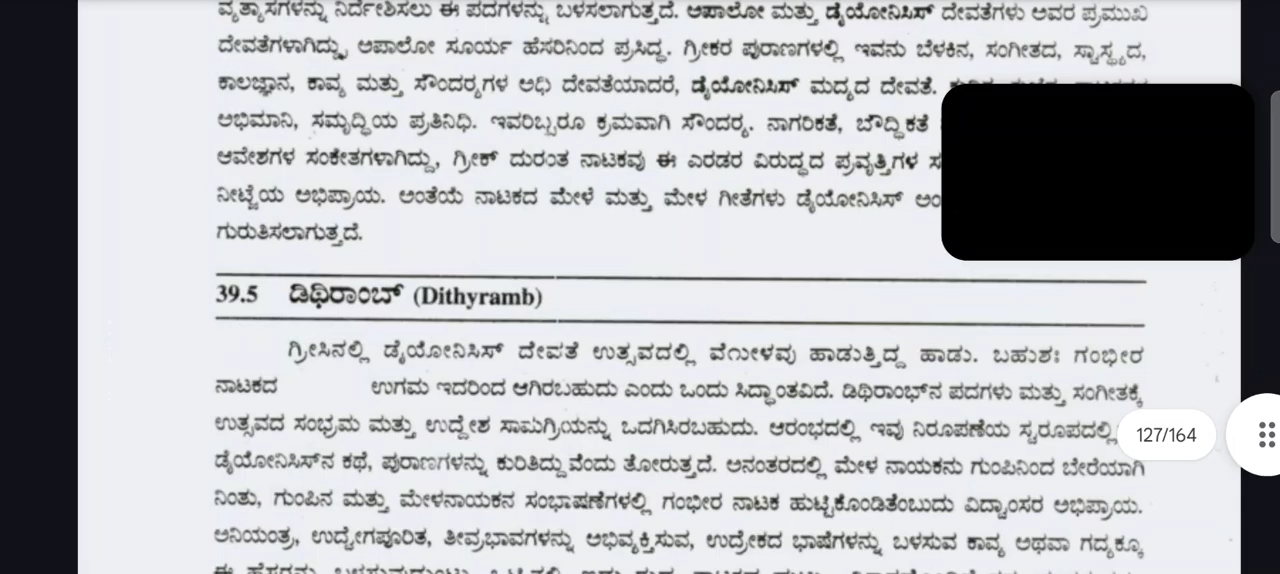 ವ್ಯತ್ಯಾಸಗಳನ್ನು ನಿರ್ದೇಶಿಸಲು ಈ ಪದಗಳನ್ನು ಬಳಸಲಾಗುತ್ತದೆ. ಅಪಾಲೋ ಮತ್ತು ಡೈಯೋನಿಸಿಸ್ ದೇವತೆಗಳು ಅವರ ಪ್ರಮುಖ
ದೇವತೆಗಳಾಗಿದ್ದು, ಅಪಾಲೋ ಸೂರ್ಯ ಹೆಸರಿನಿಂದ ಪ್ರಸಿದ್ಧ. ಗ್ರೀಕರ ಪುರಾಣಗಳಲ್ಲಿ ಇವನು ಬೆಳಕಿನ, ಸಂಗೀತದ, ಸ್ವಾಸ್ಥ್ಯದ,
ಕಾಲಜ್ಞಾನ, ಕಾವ್ಯ ಮತ್ತು ಸೌಂದರ್ಯಗಳ ಅಧಿ ದೇವತೆಯಾದರೆ, ಡೈಯೋನಿಸಿಸ್ ಮದ್ಯದ ದೇವತೆ.
ಅಭಿಮಾನಿ, ಸಮೃದ್ಧಿಯ ಪ್ರತಿನಿಧಿ. ಇವರಿಬ್ಬರೂ ಕ್ರಮವಾಗಿ ಸೌಂದರ್ಯ. ನಾಗರಿಕತೆ, ಬೌದ್ಧಿಕತೆ
ಆವೇಶಗಳ ಸಂಕೇತಗಳಾಗಿದ್ದು, ಗ್ರೀಕ್ ದುರಂತ ನಾಟಕವು ಈ ಎರಡರ ವಿರುದ್ಧದ ಪ್ರವೃತ್ತಿಗಳ ಸ
ನೀಟ್ಜೆಯ ಅಭಿಪ್ರಾಯ. ಅಂತೆಯೆ ನಾಟಕದ ಮೇಳೆ ಮತ್ತು ಮೇಳ ಗೀತೆಗಳು ಡೈಯೋನಿಸಿಸ್ ಅಂ
ಗುರುತಿಸಲಾಗುತ್ತದೆ.
39.5 ಡಿಥಿರಾಂಬ್ (Dithyramb)
ಗ್ರೀಸಿನಲ್ಲಿ ಡೈಯೋನಿಸಿಸ್ ದೇವತೆ ಉತ್ಸವದಲ್ಲಿ ಮೇಳವು ಹಾಡುತ್ತಿದ್ದ ಹಾಡು. ಬಹುಶಃ ಗಂಭೀರ
ನಾಟಕದ ಉಗಮ ಇದರಿಂದ ಆಗಿರಬಹುದು ಎಂದು ಒಂದು ಸಿದ್ಧಾಂತವಿದೆ. ಡಿಥಿರಾಂಭ್‌ನ ಪದಗಳು ಮತ್ತು ಸಂಗೀತಕ್ಕೆ
ಉತ್ಸವದ ಸಂಭ್ರಮ ಮತ್ತು ಉದ್ದೇಶ ಸಾಮಗ್ರಿಯನ್ನು ಒದಗಿಸಿರಬಹುದು. ಆರಂಭದಲ್ಲಿ ಇವು ನಿರೂಪಣೆಯ ಸ್ವರೂಪದಲ್ಲಿ
127/164
ಡೈಯೋನಿಸಿಸ್‌ನ ಕಥೆ, ಪುರಾಣಗಳನ್ನು ಕುರಿತಿದ್ದುವೆಂದು ತೋರುತ್ತದೆ. ಅನಂತರದಲ್ಲಿ ಮೇಳ ನಾಯಕನು ಗುಂಪಿನಿಂದ ಬೇರೆಯಾಗಿ
ನಿಂತು, ಗುಂಪಿನ ಮತ್ತು ಮೇಳನಾಯಕನ ಸಂಭಾಷಣೆಗಳಲ್ಲಿ ಗಂಭೀರ ನಾಟಕ ಹುಟ್ಟಿಕೊಂಡಿತೆಂಬುದು ವಿದ್ವಾಂಸರ ಅಭಿಪ್ರಾಯ.
ಅನಿಯಂತ್ರ, ಉದ್ವೇಗಪೂರಿತ, ತೀವ್ರಭಾವಗಳನ್ನು ಅಭಿವ್ಯಕ್ತಿಸುವ, ಉದ್ರೇಕದ ಭಾಷೆಗಳನ್ನು ಬಳಸುವ ಕಾವ್ಯ ಅಥವಾ ಗದ್ಯಕ್ಕೂ